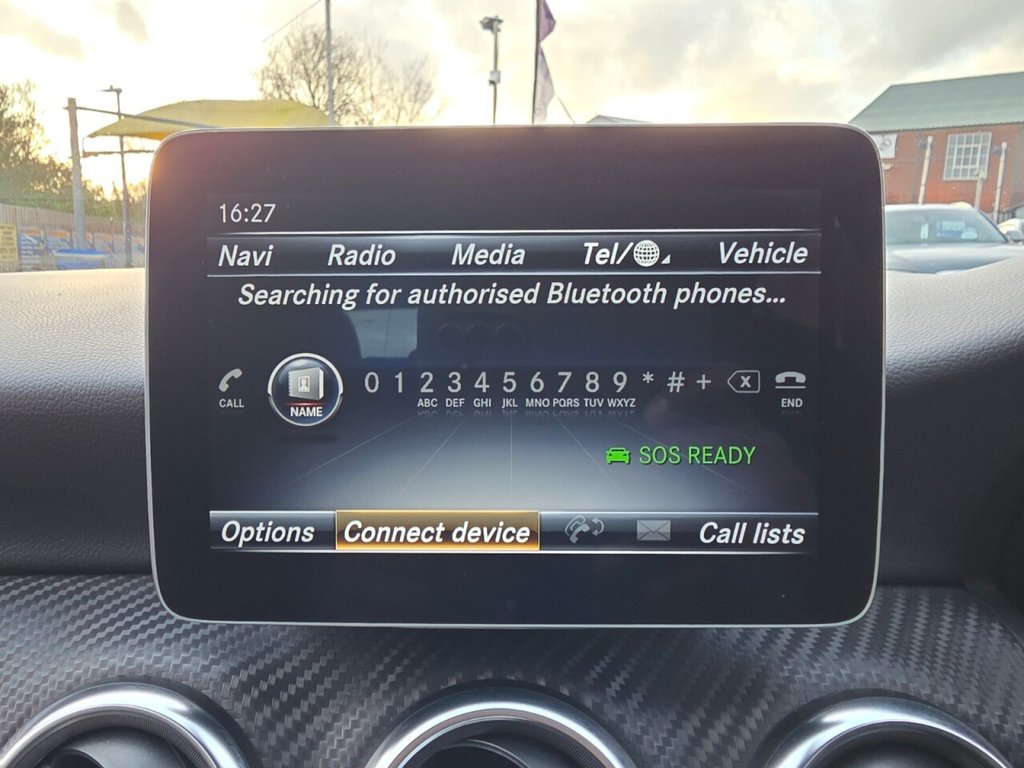 16:27
Navi Radio Media Tel/ Vehicle
Searching for authorised Bluetooth phones...
CALL NAME 0 1 2 ABC 3 DEF 4 GHI 5 JKL 6 MNO 7 PQRS 8 TUV 9 WXYZ * # + X END
SOS READY
Options Connect device Call lists